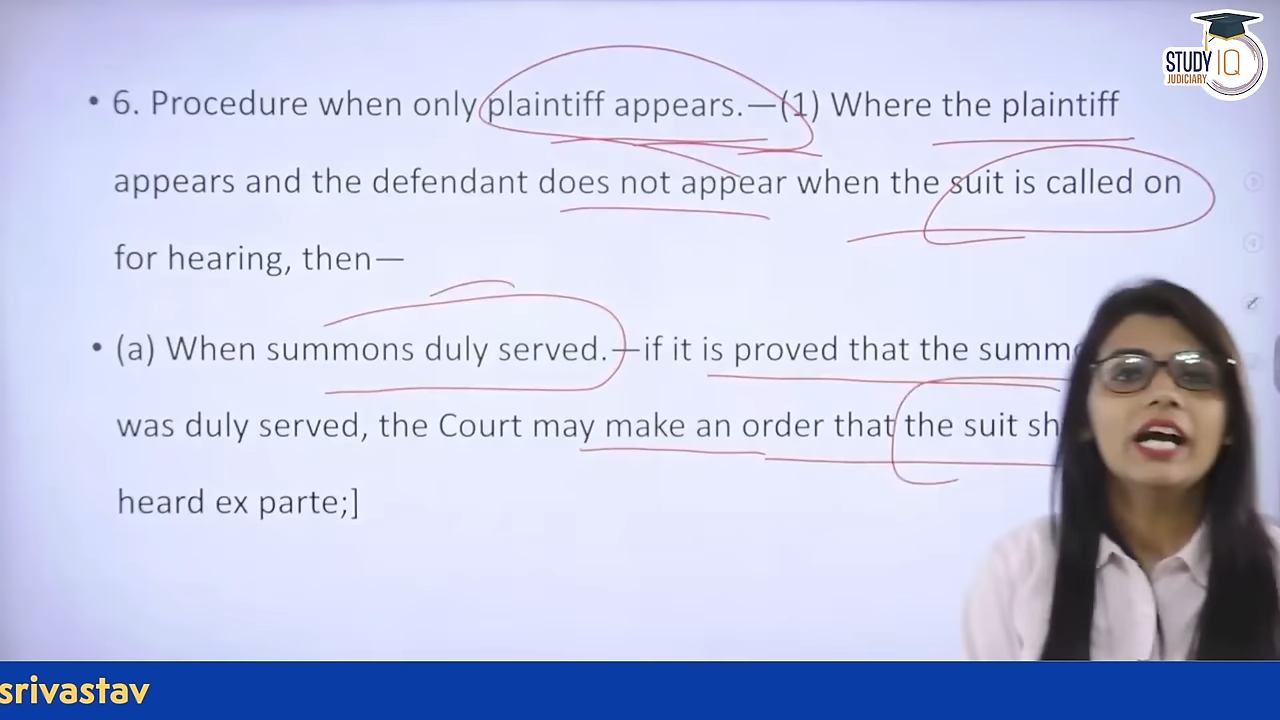 STUDY IQ
JUDICIARY
• 6. Procedure when only plaintiff appears.—(1) Where the plaintiff
appears and the defendant does not appear when the suit is called on
for hearing, then—
• (a) When summons duly served.—if it is proved that the summ
was duly served, the Court may make an order that the suit sh
heard ex parte;]
srivastav